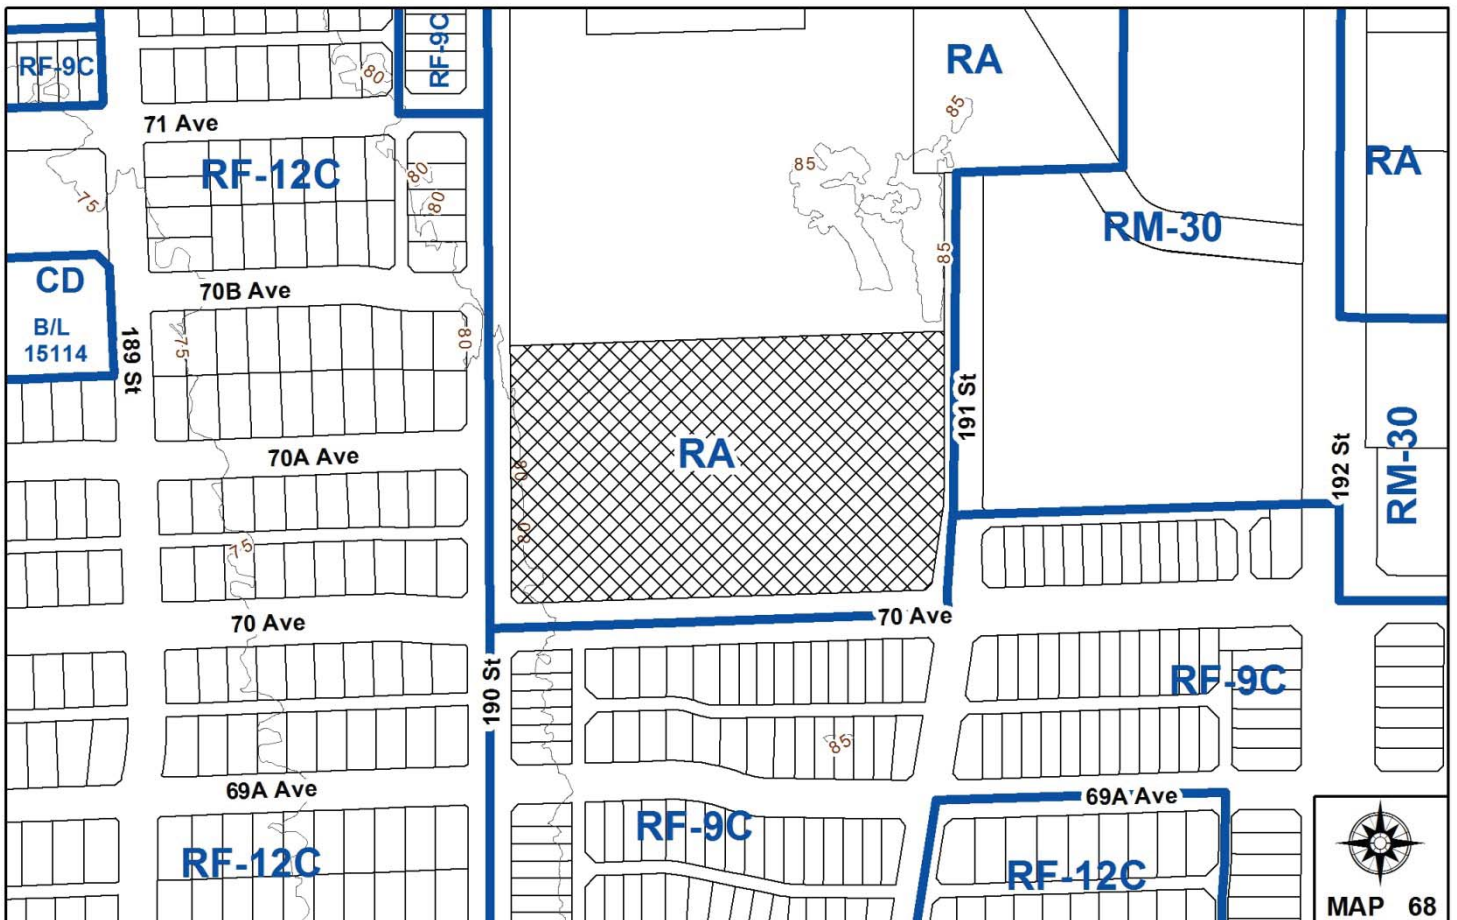 RF-9C
RF-9C
RA
80
71 Ave
85
RF-12C
80
85
RA
75
80
RM-30
85
CD
70B Ave
B/L
15114
189 St
75
80
191 St
70A Ave
RA
80
192 St
RM-30
80
75
70 Ave
70 Ave
190 St
RF-9C
85
69A Ave
69A Ave
RF-9C
RF-12C
RF-12C
MAP 68